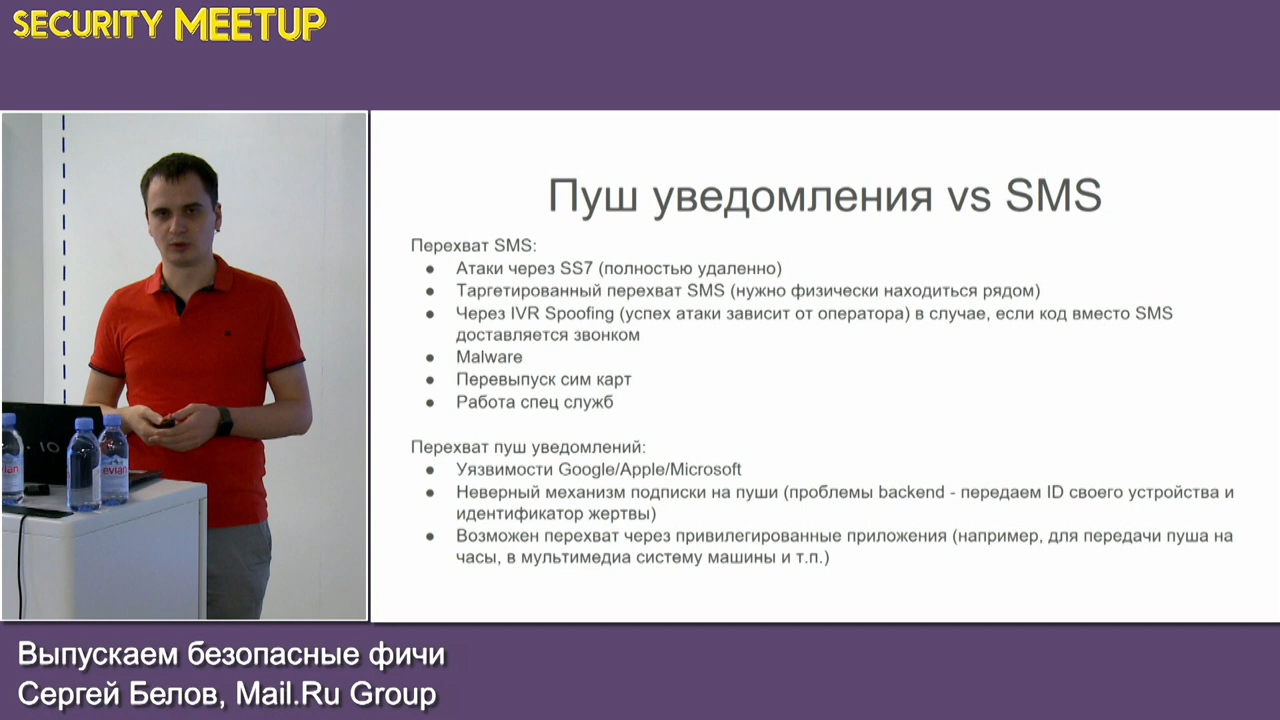 SECURITY MEETUP
Пуш уведомления vs SMS
Перехват SMS:
● Атаки через SS7 (полностью удаленно)
● Таргетированный перехват SMS (нужно физически находиться рядом)
● Через IVR Spoofing (успех атаки зависит от оператора) в случае, если код вместо SMS
доставляется звонком
● Malware
● Перевыпуск сим карт
● Работа спец служб
Перехват пуш уведомлений:
● Уязвимости Google/Apple/Microsoft
● Неверный механизм подписки на пуши (проблемы backend - передаем ID своего устройства и
идентификатор жертвы)
● Возможен перехват через привилегированные приложения (например, для передачи пуша на
часы, в мультимедиа систему машины и т.п.)
evian
Выпускаем безопасные фичи
Сергей Белов, Mail.Ru Group